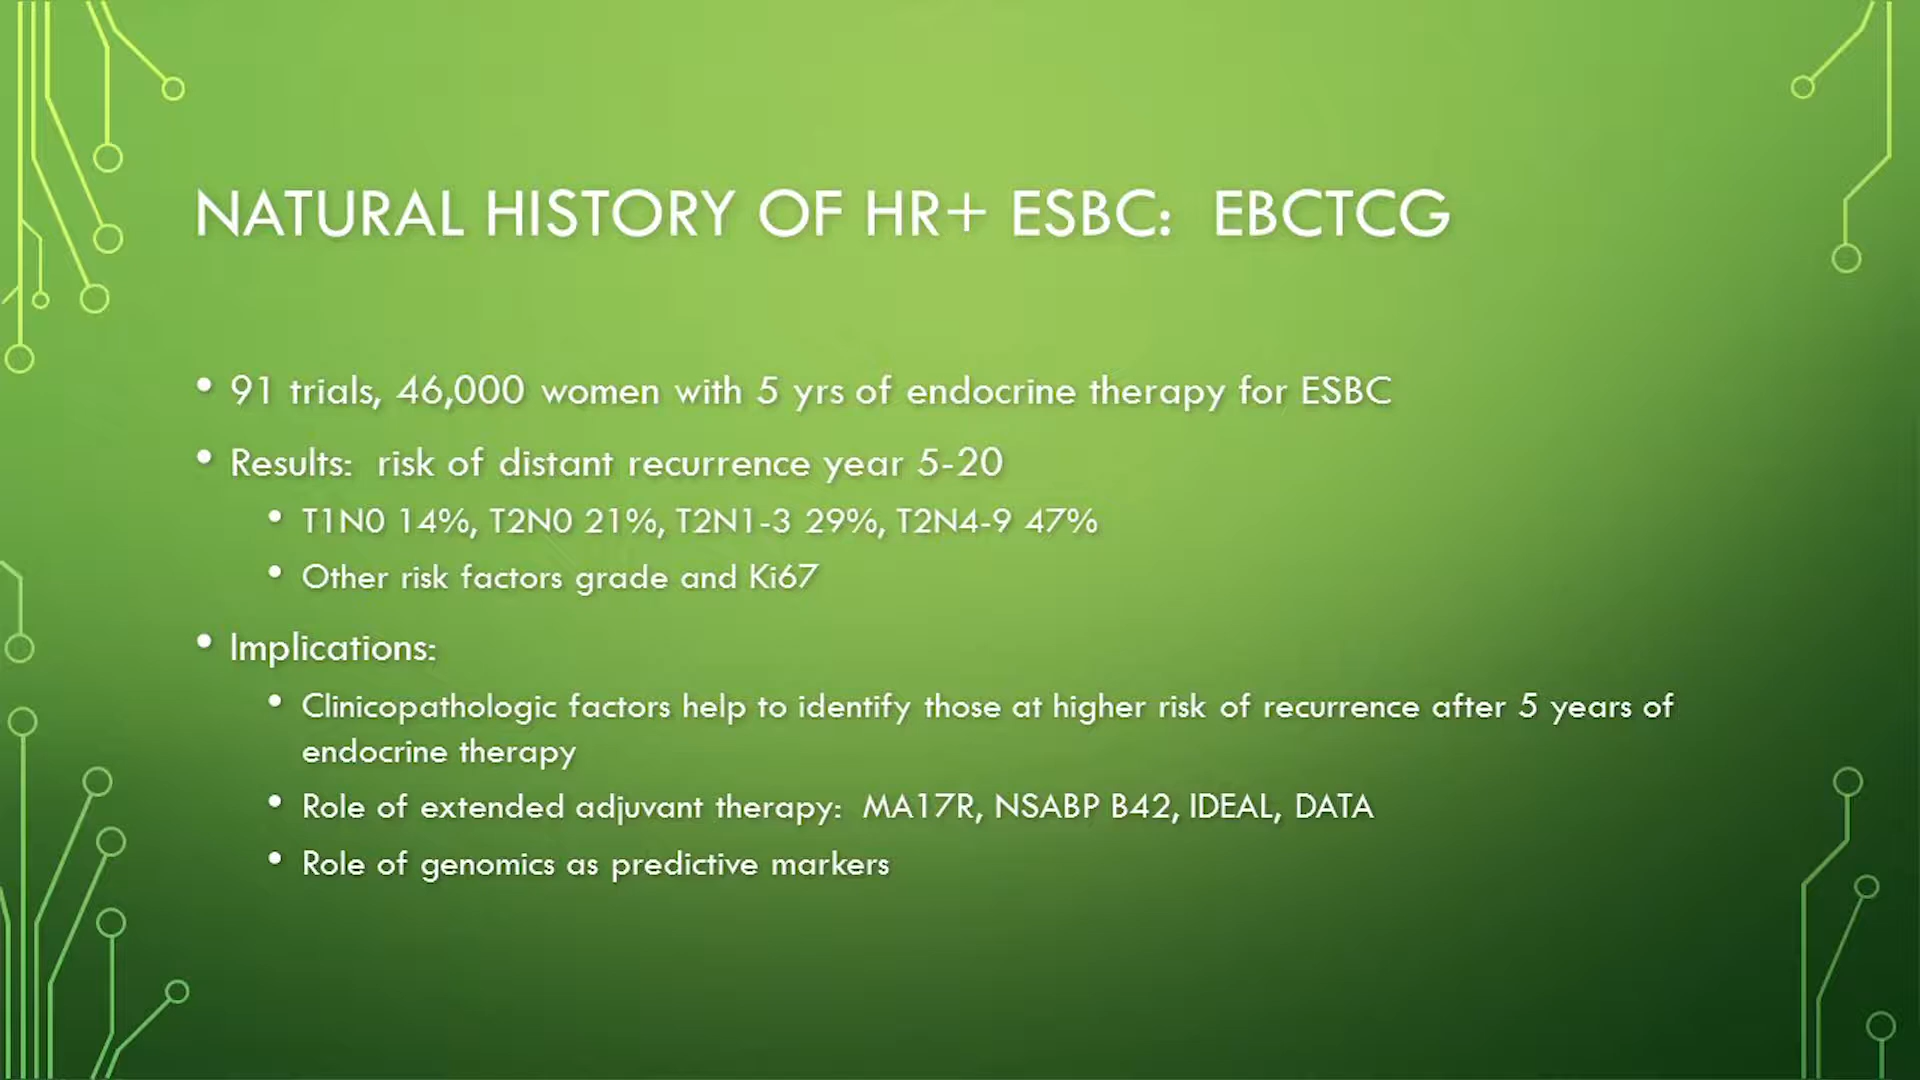 NATURAL HISTORY OF HR+ ESBC: EBCTCG
• 91 trials, 46,000 women with 5 yrs of endocrine therapy for ESBC
• Results: risk of distant recurrence year 5-20
• T1N0 14%, T2N0 21%, T2N1-3 29%, T2N4-9 47%
• Other risk factors grade and Ki67
• Implications:
• Clinicopathologic factors help to identify those at higher risk of recurrence after 5 years of
endocrine therapy
• Role of extended adjuvant therapy: MA17R, NSABP B42, IDEAL, DATA
• Role of genomics as predictive markers